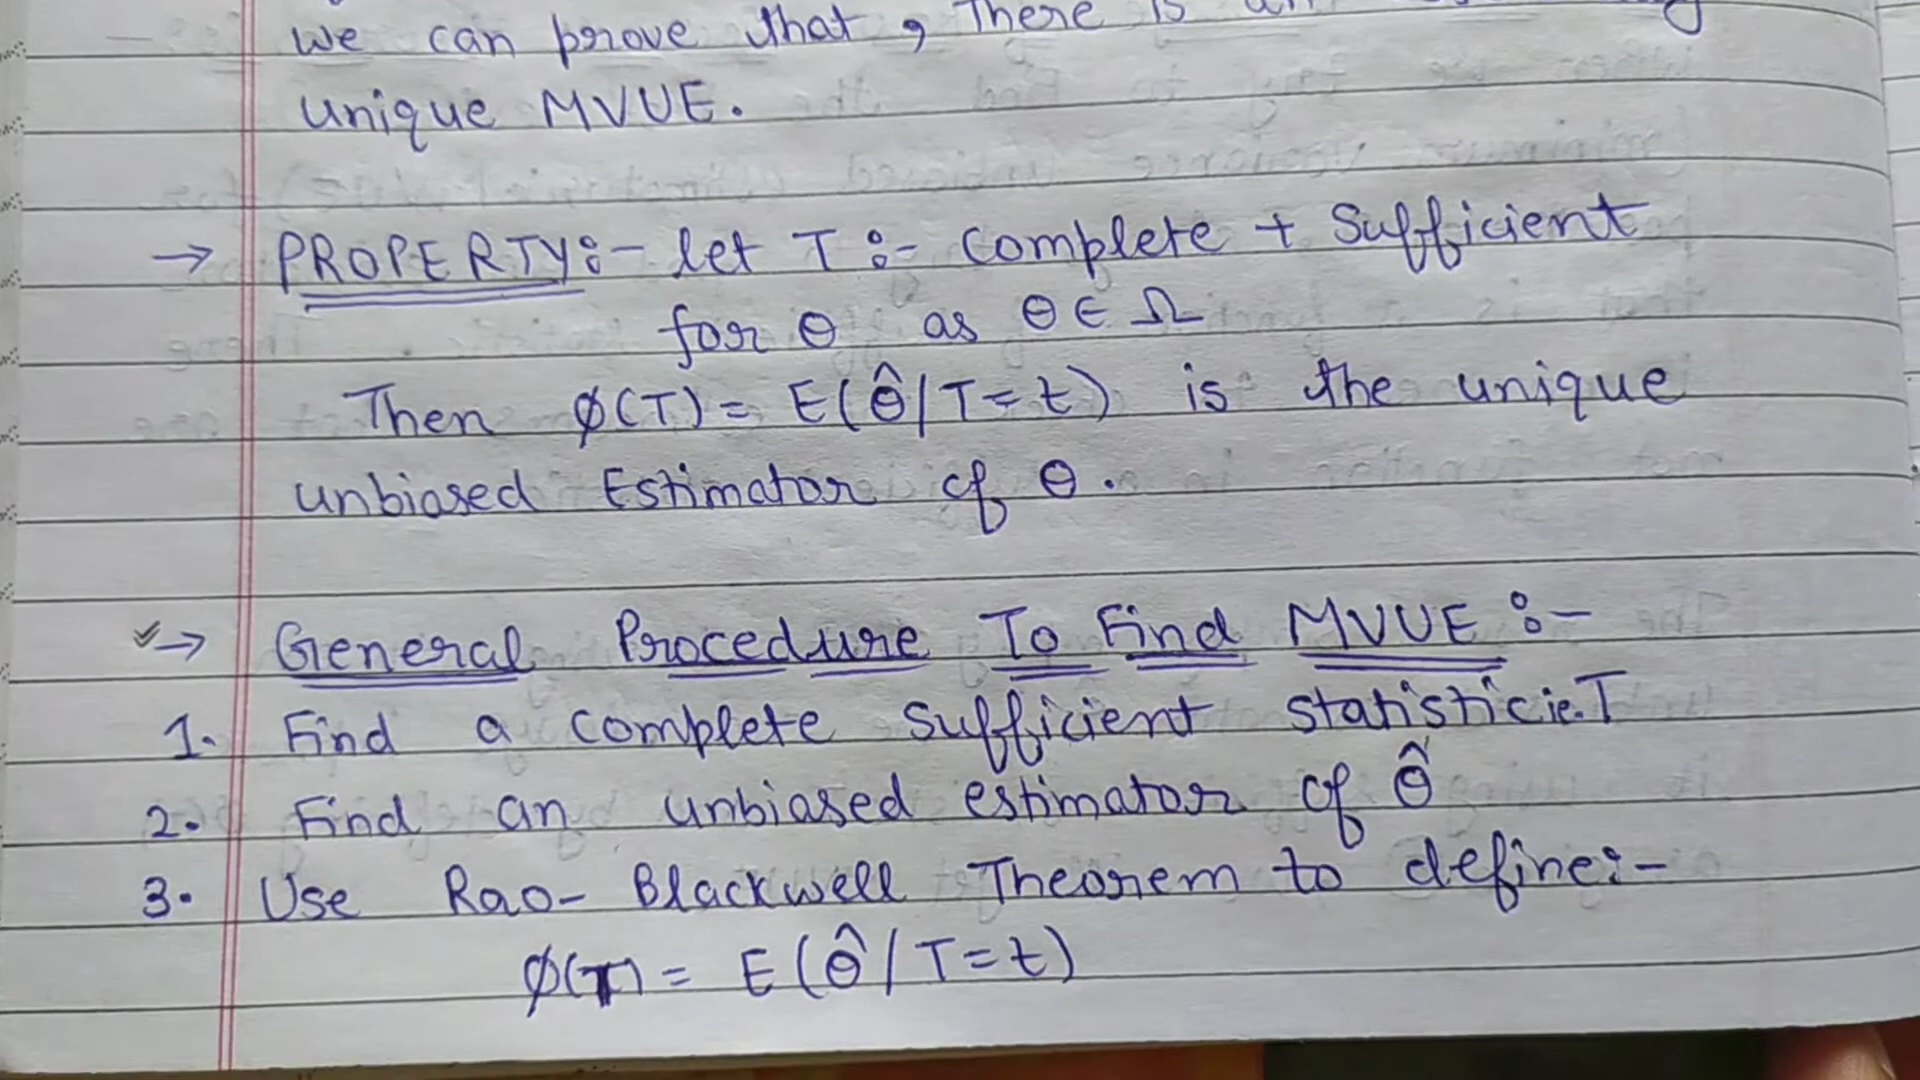 we can prove that, There is an
unique MVUE.
→ PROPERTY:- let T:- Complete + Sufficient
for θ as θ ∈ Ω
Then φ(T) = E(θ̂/T=t) is the unique
unbiased Estimator of θ.
✓→ General Procedure To Find MVUE :-
1. Find a complete sufficient statistic ie. T
2. Find an unbiased estimator of θ̂
3. Use Rao-Blackwell Theorem to define:-
φ(T) = E(θ̂/T=t)